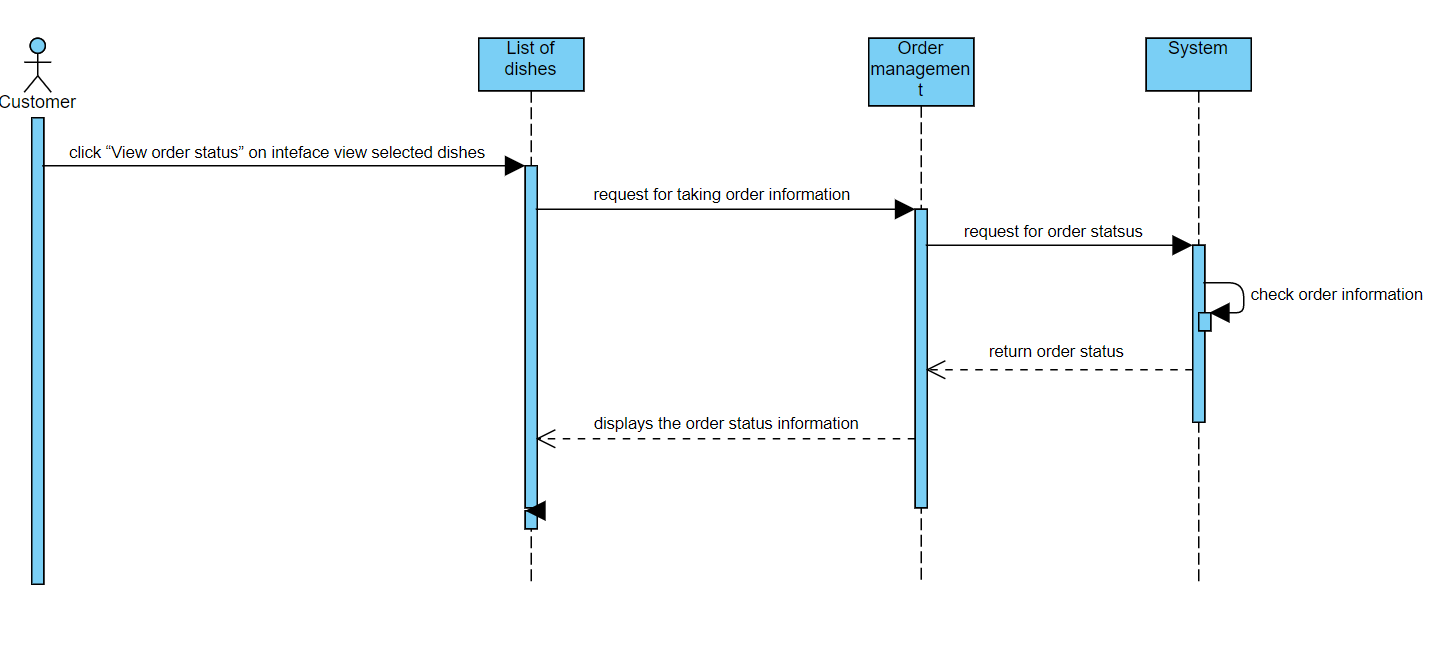 Customer
List of
dishes
Order
managemen
t
System
click “View order status” on inteface view selected dishes
request for taking order information
request for order statsus
check order information
return order status
displays the order status information